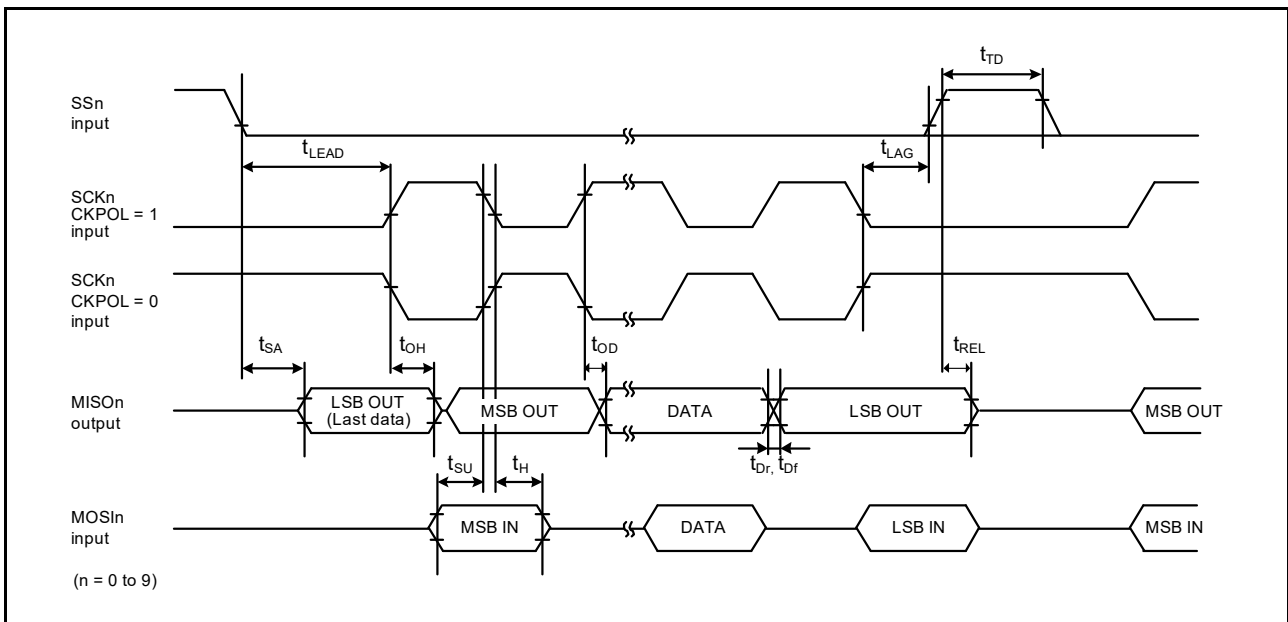 tTD
SSn
input
tLEAD
tLAG
SCKn
CKPOL = 1
input
SCKn
CKPOL = 0
input
tSA
tOH
tOD
tREL
MISOn
output
LSB OUT
(Last data)
MSB OUT
DATA
LSB OUT
MSB OUT
tSU
tH
tDr, tDf
MOSIn
input
MSB IN
DATA
LSB IN
MSB IN
(n = 0 to 9)